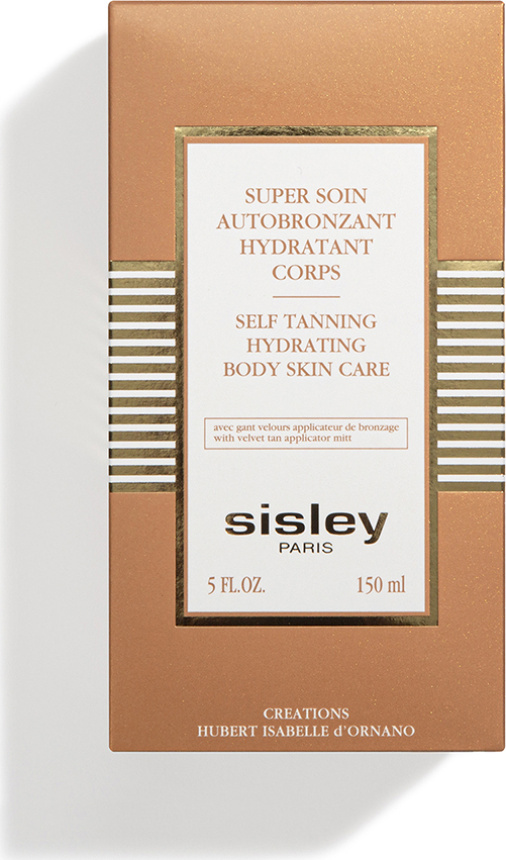 SUPER SOIN
AUTOBRONZANT
HYDRATANT
CORPS
SELF TANNING
HYDRATING
BODY SKIN CARE
avec gant velours applicateur de bronzage
with velvet tan applicator mitt
sisley
PARIS
5 FL.OZ. 150 ml
CREATIONS
HUBERT ISABELLE d'ORNANO